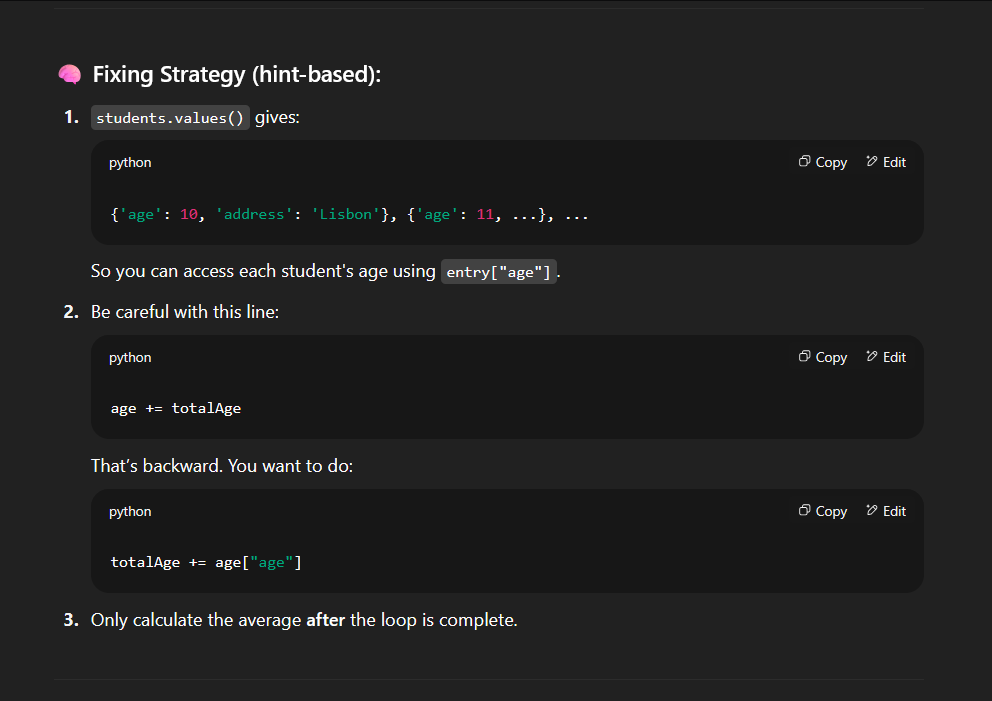 🧠 Fixing Strategy (hint-based):
1. students.values() gives:
python Copy Edit
{'age': 10, 'address': 'Lisbon'}, {'age': 11, ...}, ...
So you can access each student's age using entry["age"].
2. Be careful with this line:
python Copy Edit
age += totalAge
That's backward. You want to do:
python Copy Edit
totalAge += age["age"]
3. Only calculate the average after the loop is complete.